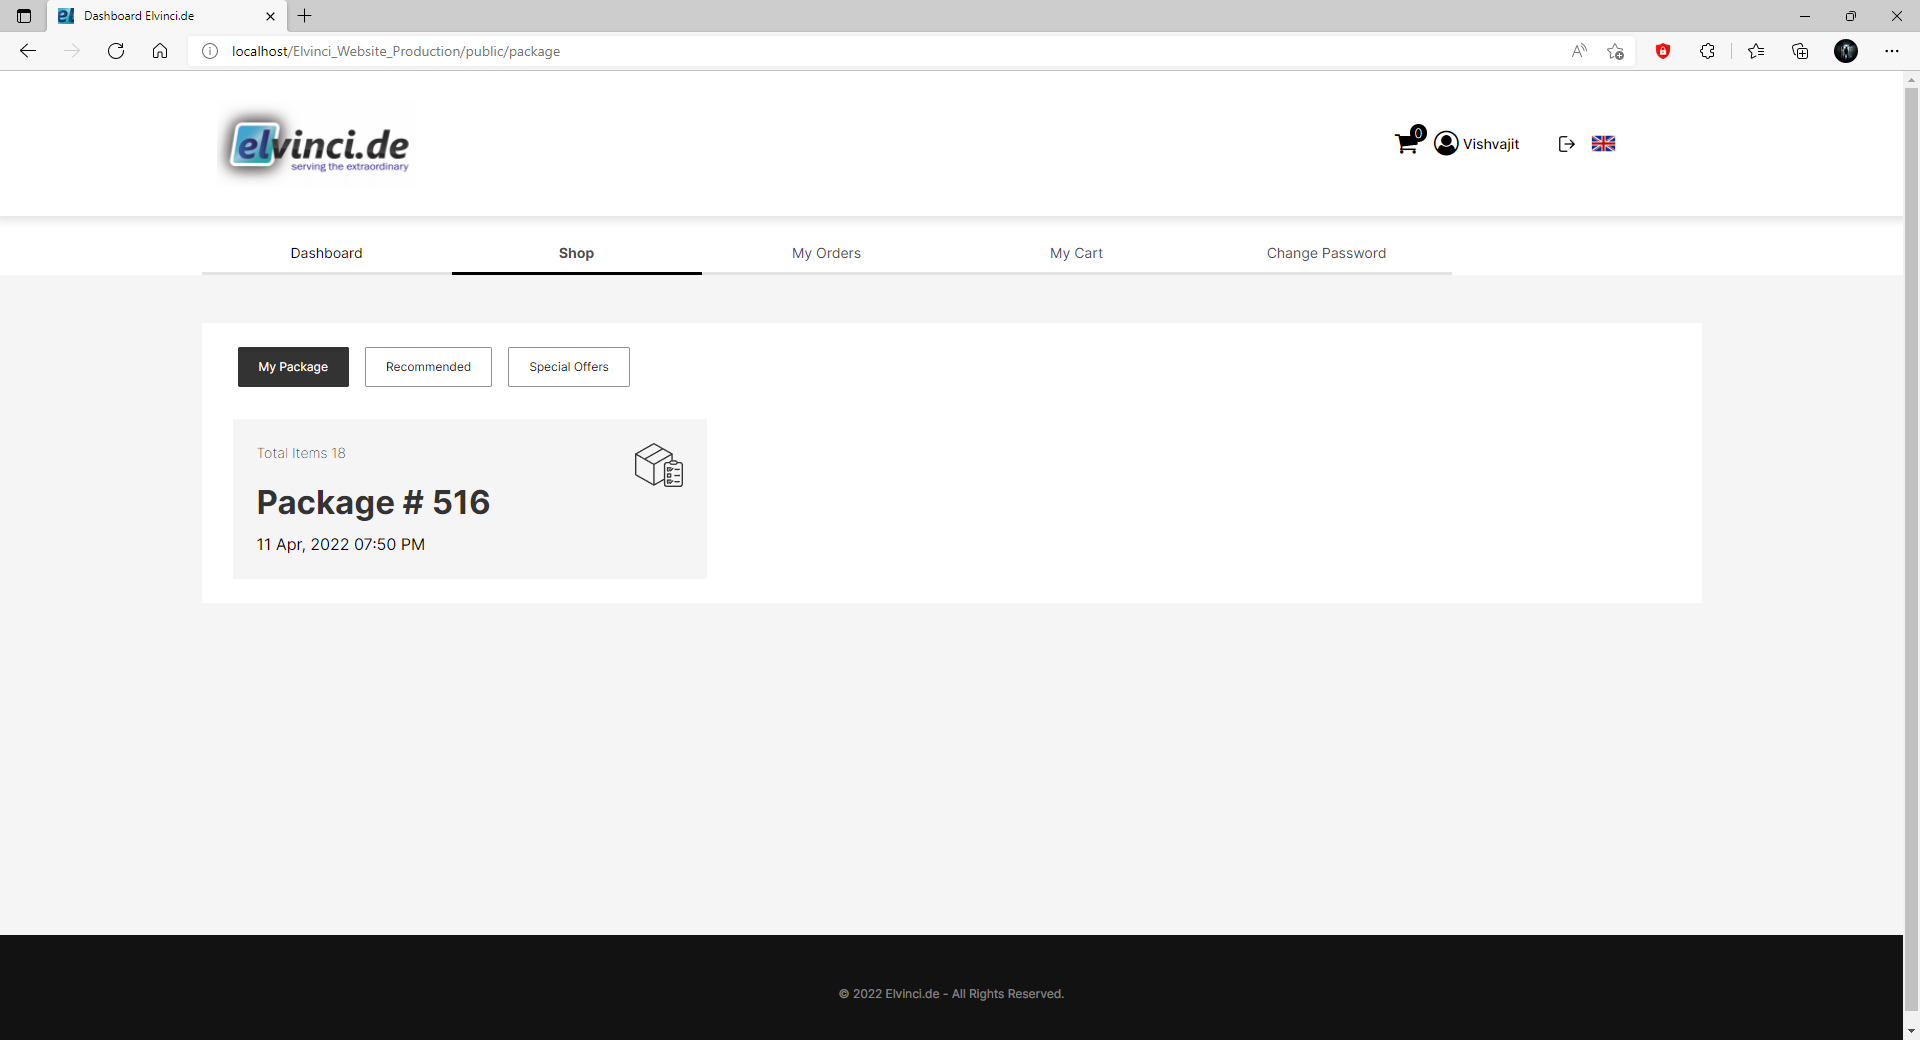 Dashboard Elvinci.de
localhost/Elvinci_Website_Production/public/package
elvinci.de
serving the extraordinary
0
Vishvajit
Dashboard
Shop
My Orders
My Cart
Change Password
My Package
Recommended
Special Offers
Total Items 18
Package # 516
11 Apr, 2022 07:50 PM
© 2022 Elvinci.de - All Rights Reserved.